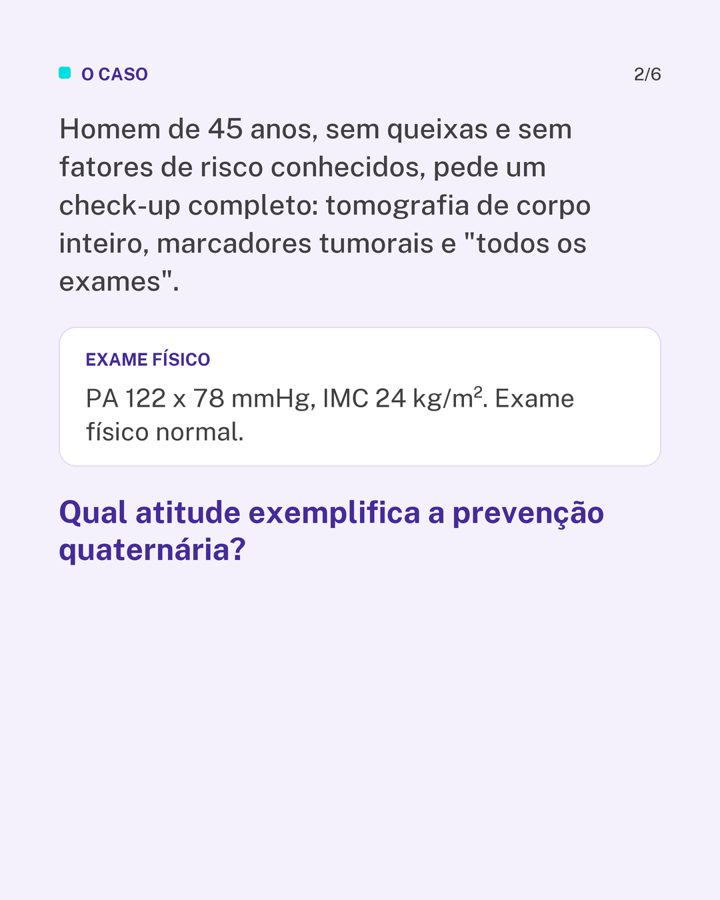 O CASO
2/6
Homem de 45 anos, sem queixas e sem
fatores de risco conhecidos, pede um
check-up completo: tomografia de corpo
inteiro, marcadores tumorais e "todos os
exames".
EXAME FÍSICO
PA 122 x 78 mmHg, IMC 24 kg/m². Exame
físico normal.
Qual atitude exemplifica a prevenção
quaternária?